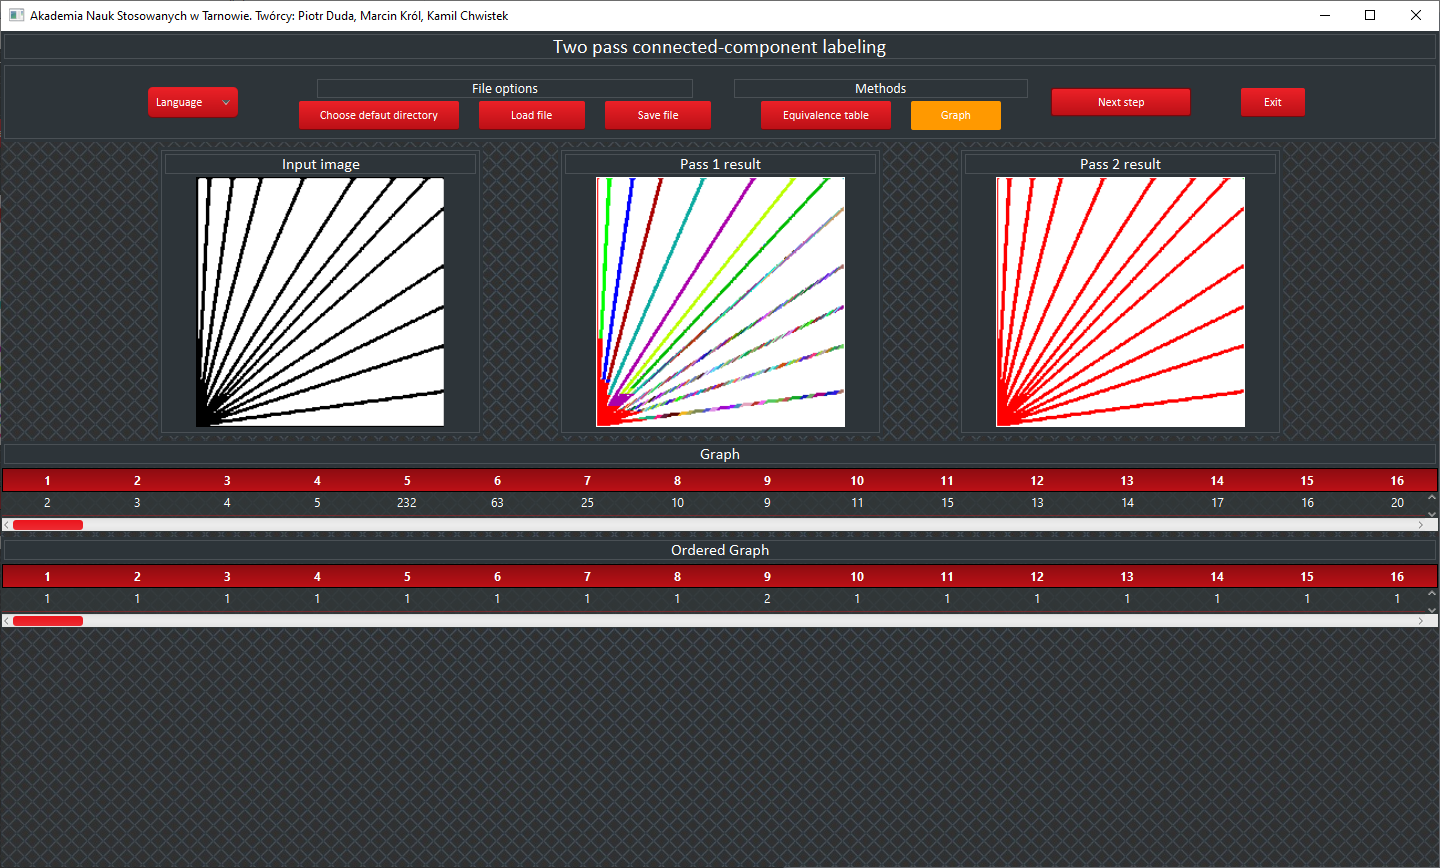 Akademia Nauk Stosowanych w Tarnowie. Twórcy: Piotr Duda, Marcin Król, Kamil Chwistek
Two pass connected-component labeling
Language
File options
Choose defaut directory Load file Save file
Methods
Equivalence table Graph
Next step
Exit
Input image Pass 1 result Pass 2 result
Graph
1 2 3 4 5 6 7 8 9 10 11 12 13 14 15 16
2 3 4 5 232 63 25 10 9 11 15 13 14 17 16 20
Ordered Graph
1 2 3 4 5 6 7 8 9 10 11 12 13 14 15 16
1 1 1 1 1 1 1 1 2 1 1 1 1 1 1 1